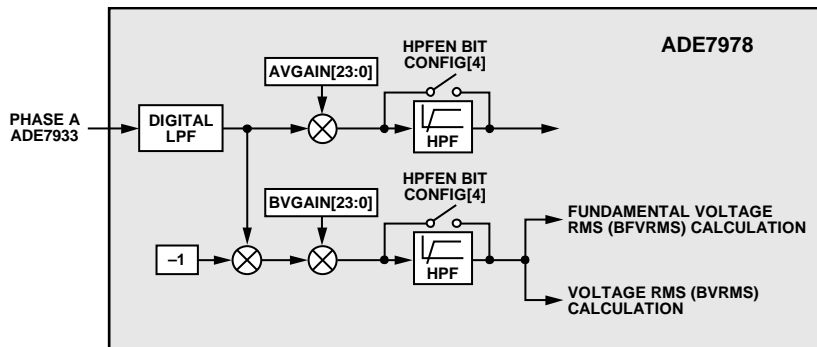 ADE7978
HPFEN BIT
CONFIG[4]
AVGAIN[23:0]
PHASE A
ADE7933
DIGITAL
LPF
HPF
HPFEN BIT
CONFIG[4]
BVGAIN[23:0]
–1
HPF
FUNDAMENTAL VOLTAGE
RMS (BFVRMS) CALCULATION
VOLTAGE RMS (BVRMS)
CALCULATION